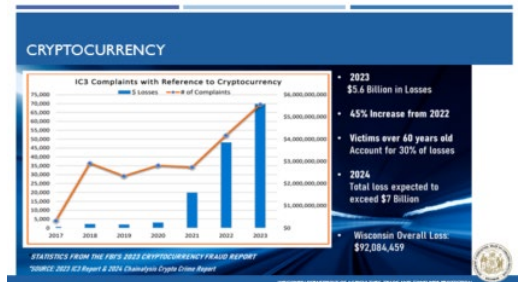 CRYPTOCURRENCY
IC3 Complaints with Reference to Cryptocurrency
$ Losses # of Complaints
75,000
70,000
65,000
60,000
55,000
50,000
45,000
40,000
35,000
30,000
25,000
20,000
15,000
10,000
5,000
0
$6,000,000,000
$5,000,000,000
$4,000,000,000
$3,000,000,000
$2,000,000,000
$1,000,000,000
$0
2017 2018 2019 2020 2021 2022 2023
STATISTICS FROM THE FBI'S 2023 CRYPTOCURRENCY FRAUD REPORT
*SOURCE 2023 IC3 Report & 2024 Chainalysis Crypto Crime Report
• 2023
$5.6 Billion in Losses
• 45% Increase from 2022
• Victims over 60 years old
Account for 30% of losses
• 2024
Total loss expected to
exceed $7 Billion
• Wisconsin Overall Loss:
$92,084,459